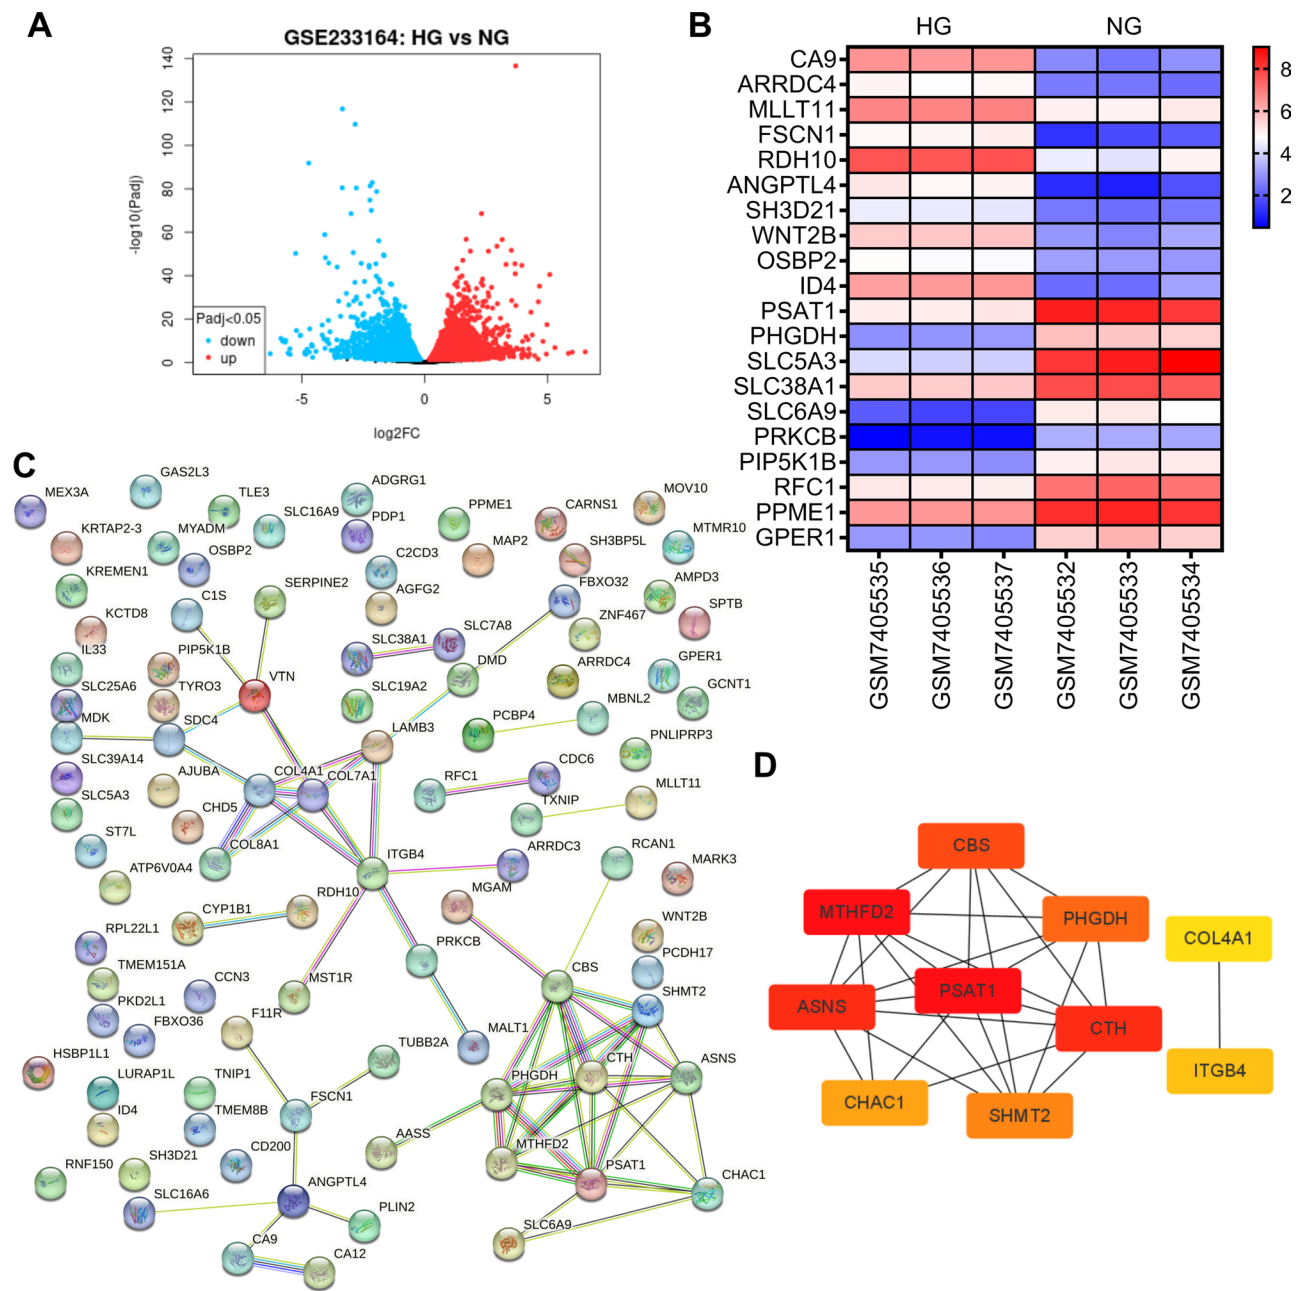 A
GSE233164: HG vs NG
-log10(Padj)
140
120
100
80
60
40
20
0
Padj<0.05
down
up
-5
0
5
log2FC
B
HG
NG
CA9
ARRDC4
MLLT11
FSCN1
RDH10
ANGPTL4
SH3D21
WNT2B
OSBP2
ID4
PSAT1
PHGDH
SLC5A3
SLC38A1
SLC6A9
PRKCB
PIP5K1B
RFC1
PPME1
GPER1
GSM7405535
GSM7405536
GSM7405537
GSM7405532
GSM7405533
GSM7405534
8
6
4
2
C
MEX3A
GAS2L3
TLE3
SLC16A9
ADGRG1
PDP1
PPME1
CARNS1
MOV10
KRTAP2-3
MYADM
OSBP2
C2CD3
MAP2
SH3BP5L
MTMR10
KREMEN1
C1S
SERPINE2
AGFG2
FBXO32
AMPD3
KCTD8
SLC38A1
SLC7A8
ZNF467
SPTB
IL33
PIP5K1B
VTN
DMD
ARRDC4
GPER1
SLC25A6
TYRO3
SLC19A2
MBNL2
GCNT1
MDK
SDC4
LAMB3
PCBP4
PNLIPRP3
SLC39A14
AJUBA
COL4A1
COL7A1
RFC1
CDC6
MLLT11
SLC5A3
CHD5
TXNIP
ST7L
COL8A1
ITGB4
ARRDC3
RCAN1
MARK3
ATP6V0A4
RDH10
MGAM
CYP1B1
WNT2B
RPL22L1
PRKCB
PCDH17
TMEM151A
CCN3
MST1R
CBS
SHMT2
PKD2L1
FBXO36
F11R
MALT1
HSBP1L1
TUBB2A
CTH
ASNS
LURAP1L
TNIP1
FSCN1
PHGDH
ID4
TMEM8B
AASS
MTHFD2
RNF150
SH3D21
CD200
PSAT1
CHAC1
SLC16A6
ANGPTL4
PLIN2
SLC6A9
CA9
CA12
D
CBS
MTHFD2
PHGDH
COL4A1
PSAT1
ASNS
CTH
ITGB4
CHAC1
SHMT2